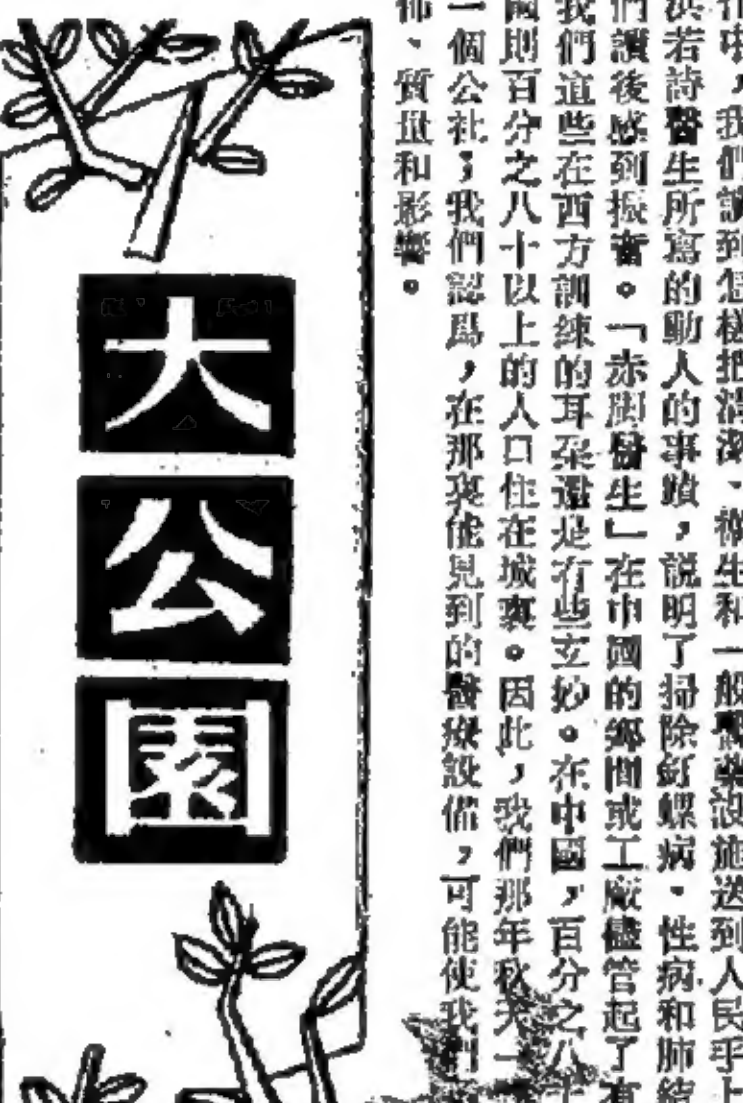 作中，我們讀到怎樣把清潔、衞生和一般醫藥設施送到人民手上
洪若詩醫生所寫的動人的事蹟，說明了掃除釘螺病、性病和肺結
們讀後感到振奮。「赤脚醫生」在中國的鄉間或工廠儘管起了有
我們這些在西方訓練的耳朶還是有些玄妙。在中國，百分之八十
國則百分之八十以上的人口住在城裏。因此，我們那年秋天一
一個公社；我們認爲，在那裏能見到的醫療設備，可能使我們
佈、質量和影響。
大公園